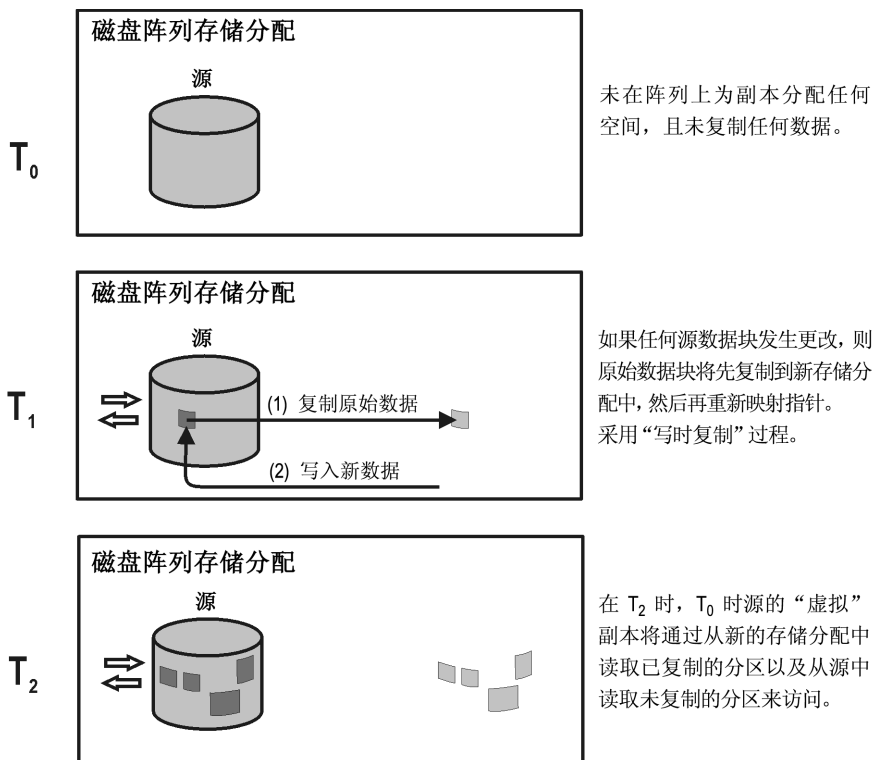 磁盘阵列存储分配
源
T0
未在阵列上为副本分配任何
空间，且未复制任何数据。
磁盘阵列存储分配
源
T1
(1) 复制原始数据
(2) 写入新数据
如果任何源数据块发生更改，则
原始数据块将先复制到新存储分
配中，然后再重新映射指针。
采用“写时复制”过程。
磁盘阵列存储分配
源
T2
在 T2 时，T0 时源的“虚拟”
副本将通过从新的存储分配中
读取已复制的分区以及从源中
读取未复制的分区来访问。